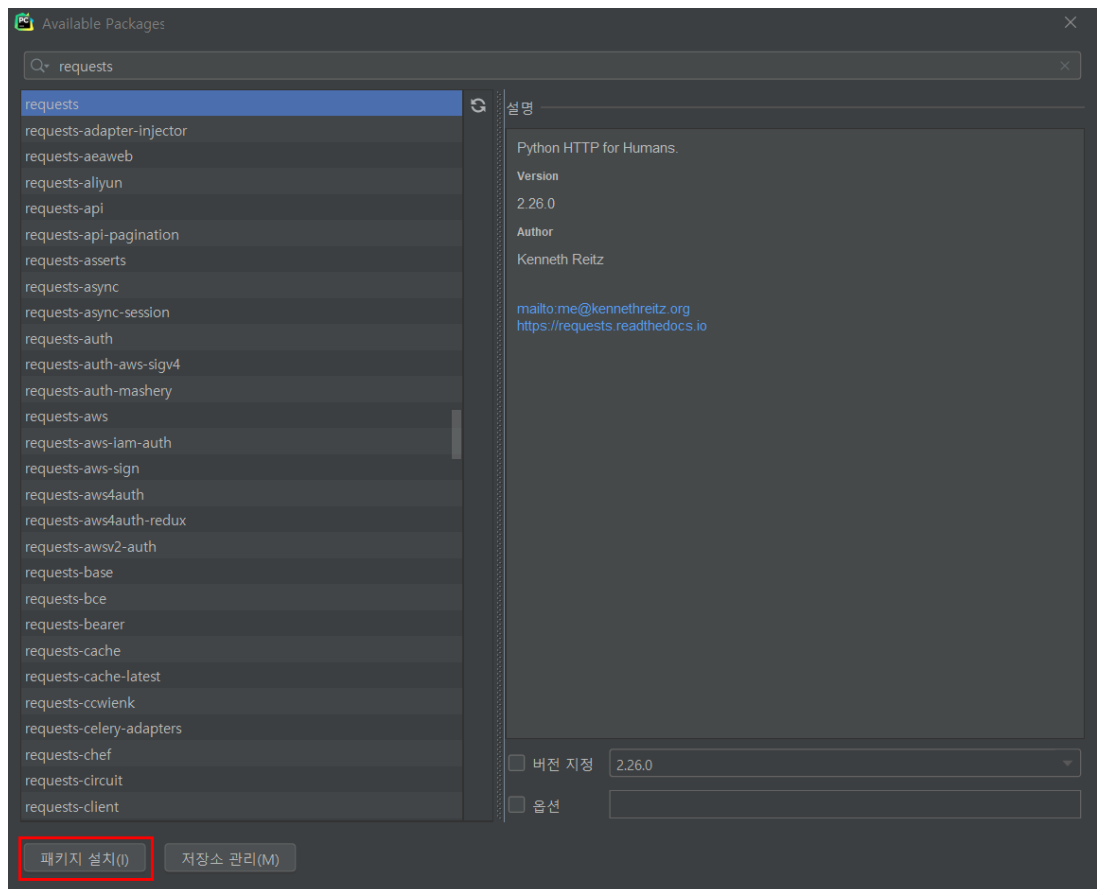 PC
Available Packages
requests
requests
requests-adapter-injector
requests-aeaweb
requests-aliyun
requests-api
requests-api-pagination
requests-asserts
requests-async
requests-async-session
requests-auth
requests-auth-aws-sigv4
requests-auth-mashery
requests-aws
requests-aws-iam-auth
requests-aws-sign
requests-aws4auth
requests-aws4auth-redux
requests-awsv2-auth
requests-base
requests-bce
requests-bearer
requests-cache
requests-cache-latest
requests-ccwienk
requests-celery-adapters
requests-chef
requests-circuit
requests-client
설명
Python HTTP for Humans.
Version
2.26.0
Author
Kenneth Reitz
mailto:me@kennethreitz.org
https://requests.readthedocs.io
버전 지정 2.26.0
옵션
패키지 설치(I) 저장소 관리(M)